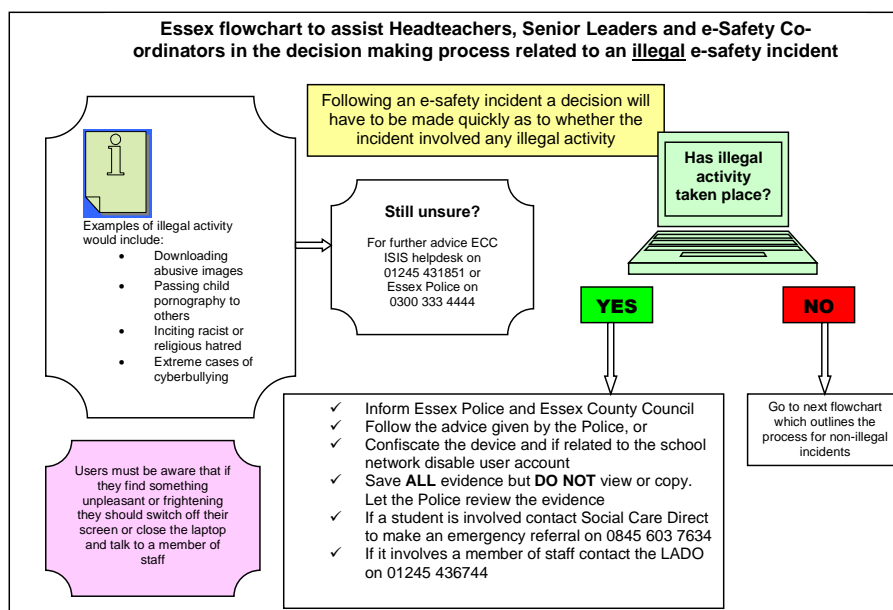 Essex flowchart to assist Headteachers, Senior Leaders and e-Safety Co-
ordinators in the decision making process related to an illegal e-safety incident
Following an e-safety incident a decision will
have to be made quickly as to whether the
incident involved any illegal activity
Has illegal
activity
taken place?
i
Examples of illegal activity
would include:
• Downloading
abusive images
• Passing child
pornography to
others
• Inciting racist or
religious hatred
• Extreme cases of
cyberbullying
Still unsure?
For further advice ECC
ISIS helpdesk on
01245 431851 or
Essex Police on
0300 333 4444
YES
NO
✓ Inform Essex Police and Essex County Council
✓ Follow the advice given by the Police, or
✓ Confiscate the device and if related to the school
network disable user account
✓ Save ALL evidence but DO NOT view or copy.
Let the Police review the evidence
✓ If a student is involved contact Social Care Direct
to make an emergency referral on 0845 603 7634
✓ If it involves a member of staff contact the LADO
on 01245 436744
Go to next flowchart
which outlines the
process for non-illegal
incidents
Users must be aware that if
they find something
unpleasant or frightening
they should switch off their
screen or close the laptop
and talk to a member of
staff